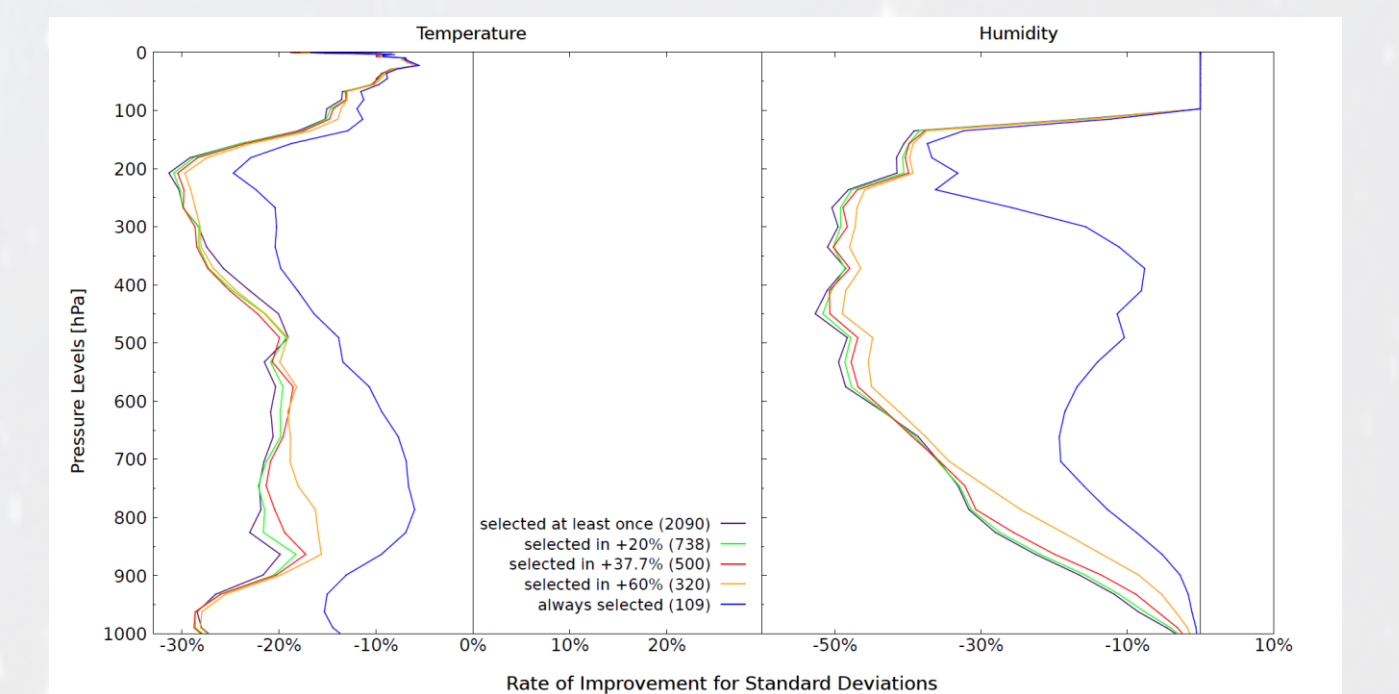 Temperature
Humidity
0
100
200
300
400
500
600
700
800
900
1000
Pressure Levels [hPa]
selected at least once (2090)
selected in +20% (738)
selected in +37.7% (500)
selected in +60% (320)
always selected (109)
-30%
-20%
-10%
0%
10%
20%
-50%
-30%
-10%
10%
Rate of Improvement for Standard Deviations